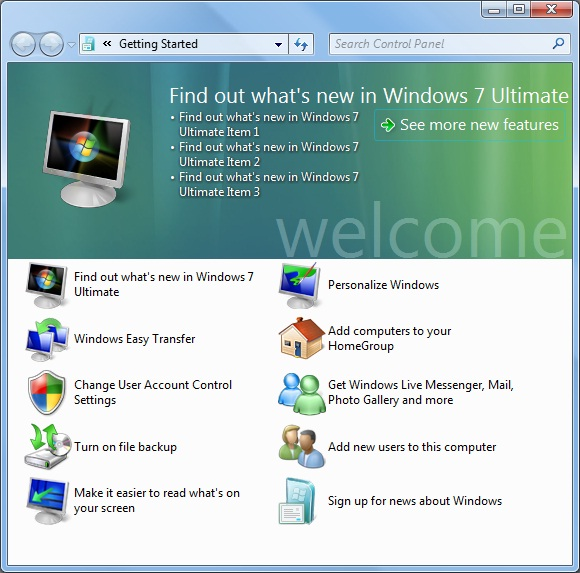 « Getting Started
Search Control Panel
Find out what's new in Windows 7 Ultimate
• Find out what's new in Windows 7
Ultimate Item 1
• Find out what's new in Windows 7
Ultimate Item 2
• Find out what's new in Windows 7
Ultimate Item 3
See more new features
welcome
Find out what's new in Windows 7
Ultimate
Personalize Windows
Windows Easy Transfer
Add computers to your
HomeGroup
Change User Account Control
Settings
Get Windows Live Messenger, Mail,
Photo Gallery and more
Turn on file backup
Add new users to this computer
Make it easier to read what's on
your screen
Sign up for news about Windows